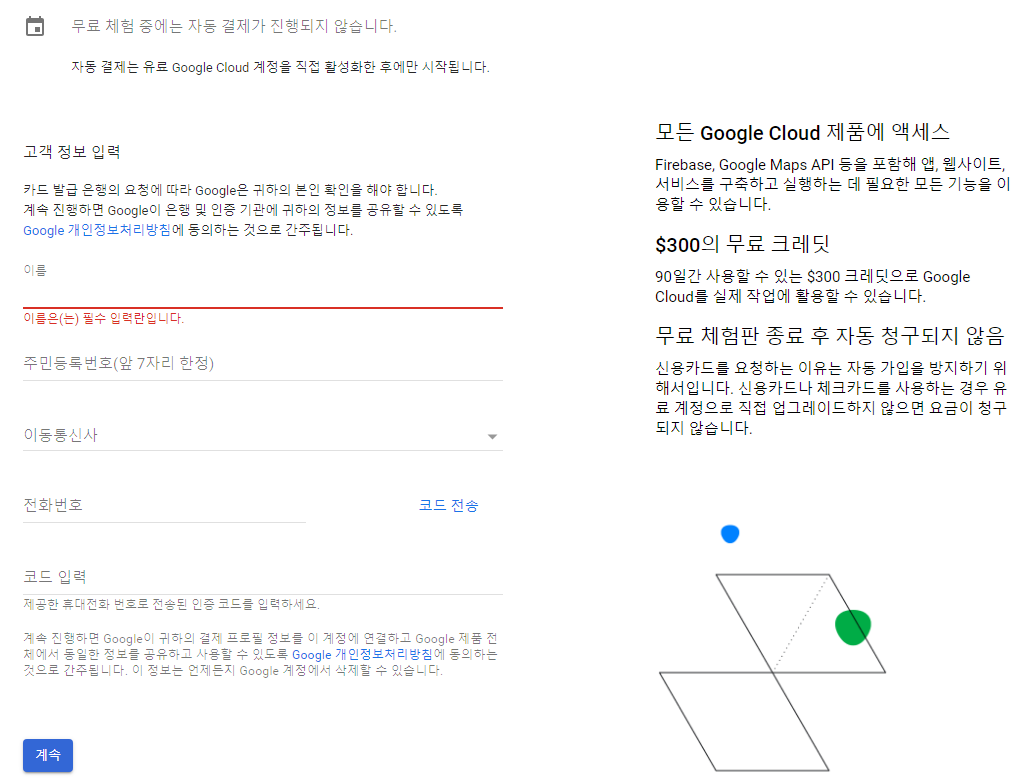 무료 체험 중에는 자동 결제가 진행되지 않습니다.
자동 결제는 유료 Google Cloud 계정을 직접 활성화한 후에만 시작됩니다.
고객 정보 입력
카드 발급 은행의 요청에 따라 Google은 귀하의 본인 확인을 해야 합니다.
계속 진행하면 Google이 은행 및 인증 기관에 귀하의 정보를 공유할 수 있도록
Google 개인정보처리방침에 동의하는 것으로 간주됩니다.
이름
이름은(는) 필수 입력란입니다.
주민등록번호(앞 7자리 한정)
이동통신사
전화번호
코드 전송
코드 입력
제공한 휴대전화 번호로 전송된 인증 코드를 입력하세요.
계속 진행하면 Google이 귀하의 결제 프로필 정보를 이 계정에 연결하고 Google 제품 전
체에서 동일한 정보를 공유하고 사용할 수 있도록 Google 개인정보처리방침에 동의하는
것으로 간주됩니다. 이 정보는 언제든지 Google 계정에서 삭제할 수 있습니다.
계속
모든 Google Cloud 제품에 액세스
Firebase, Google Maps API 등을 포함해 앱, 웹사이트,
서비스를 구축하고 실행하는 데 필요한 모든 기능을 이
용할 수 있습니다.
$300의 무료 크레딧
90일간 사용할 수 있는 $300 크레딧으로 Google
Cloud를 실제 작업에 활용할 수 있습니다.
무료 체험판 종료 후 자동 청구되지 않음
신용카드를 요청하는 이유는 자동 가입을 방지하기 위
해서입니다. 신용카드나 체크카드를 사용하는 경우 유
료 계정으로 직접 업그레이드하지 않으면 요금이 청구
되지 않습니다.